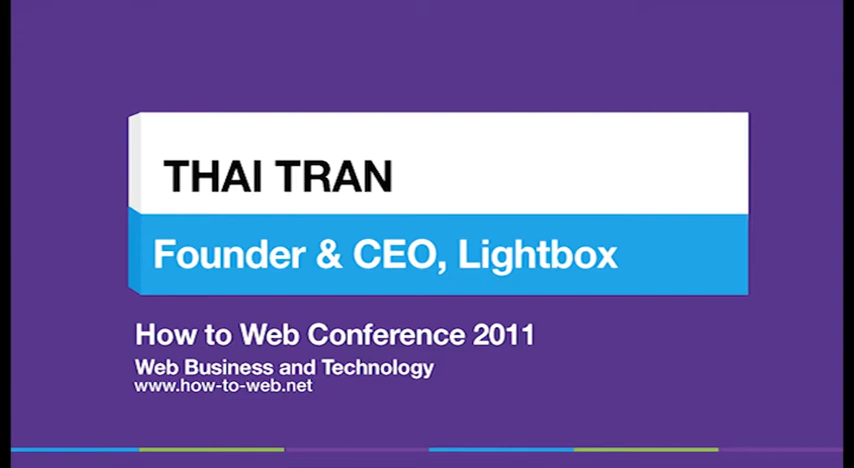 THAI TRAN
Founder & CEO, Lightbox
How to Web Conference 2011
Web Business and Technology
www.how-to-web.net